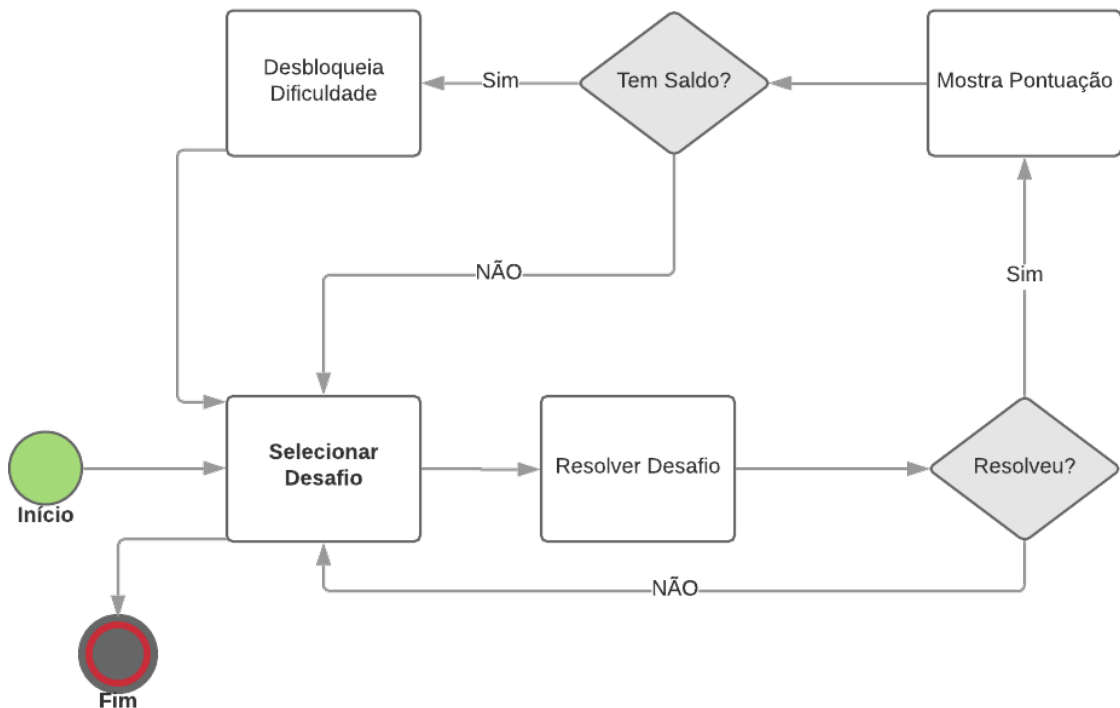 Desbloqueia
Dificuldade
Sim
Tem Saldo?
Mostra Pontuação
NÃO
Sim
Selecionar
Desafio
Resolver Desafio
Resolveu?
Início
NÃO
Fim